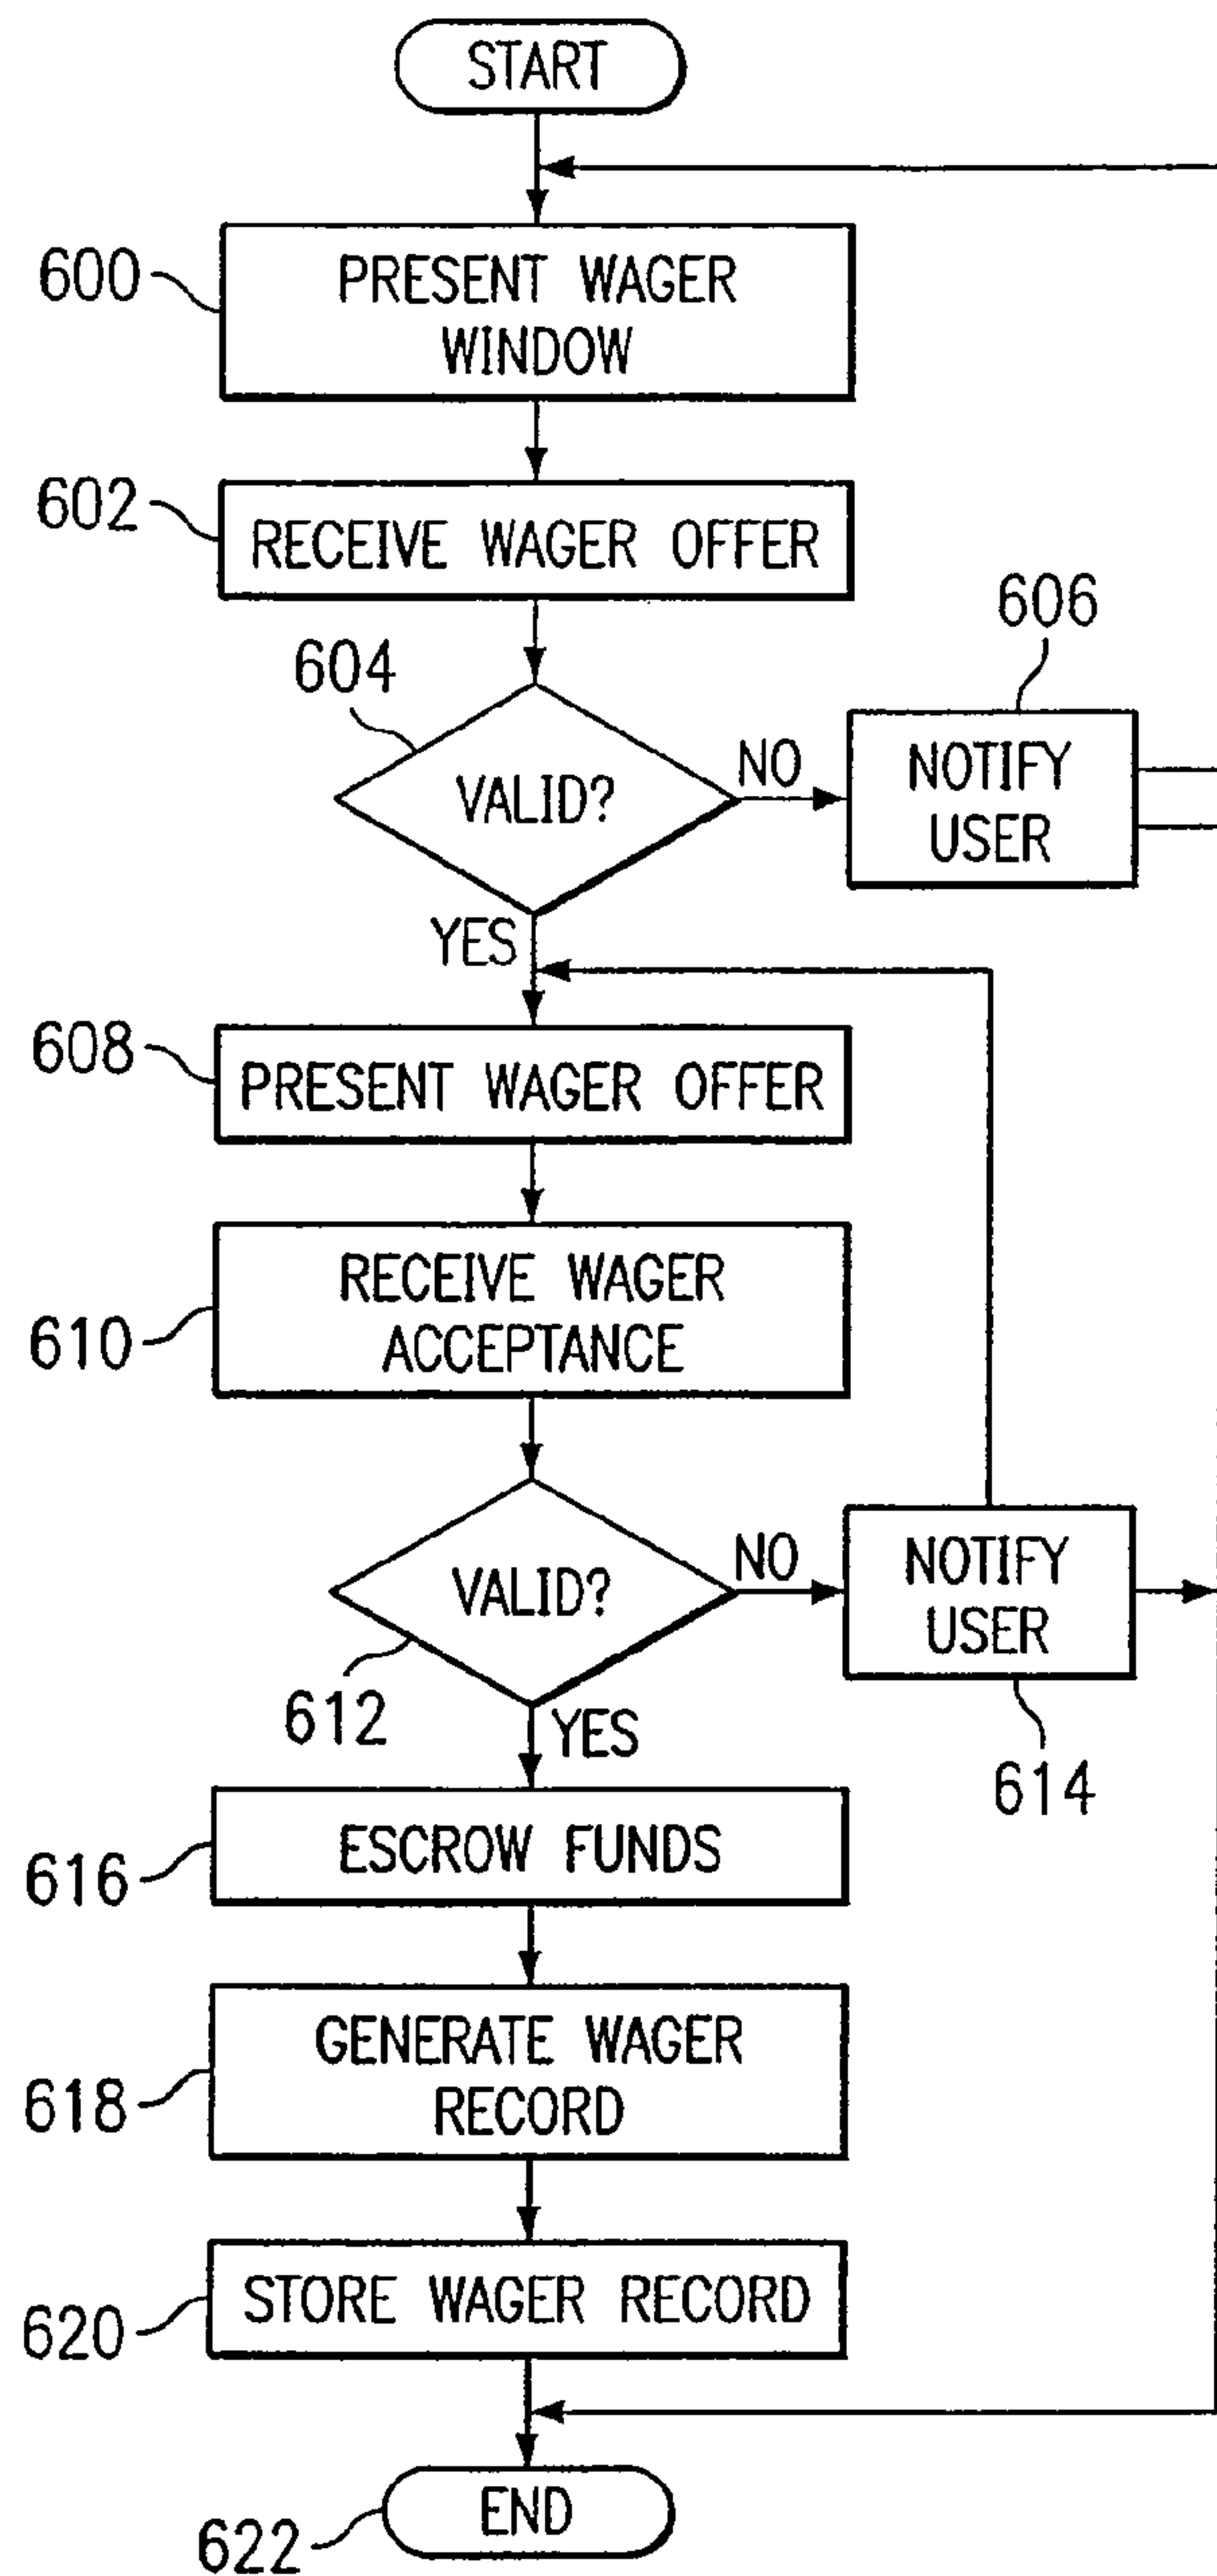 START
600
PRESENT WAGER
WINDOW
602
RECEIVE WAGER OFFER
604
VALID?
NO
606
NOTIFY
USER
YES
608
PRESENT WAGER OFFER
610
RECEIVE WAGER
ACCEPTANCE
612
VALID?
NO
NOTIFY
USER
614
YES
616
ESCROW FUNDS
618
GENERATE WAGER
RECORD
620
STORE WAGER RECORD
622
END